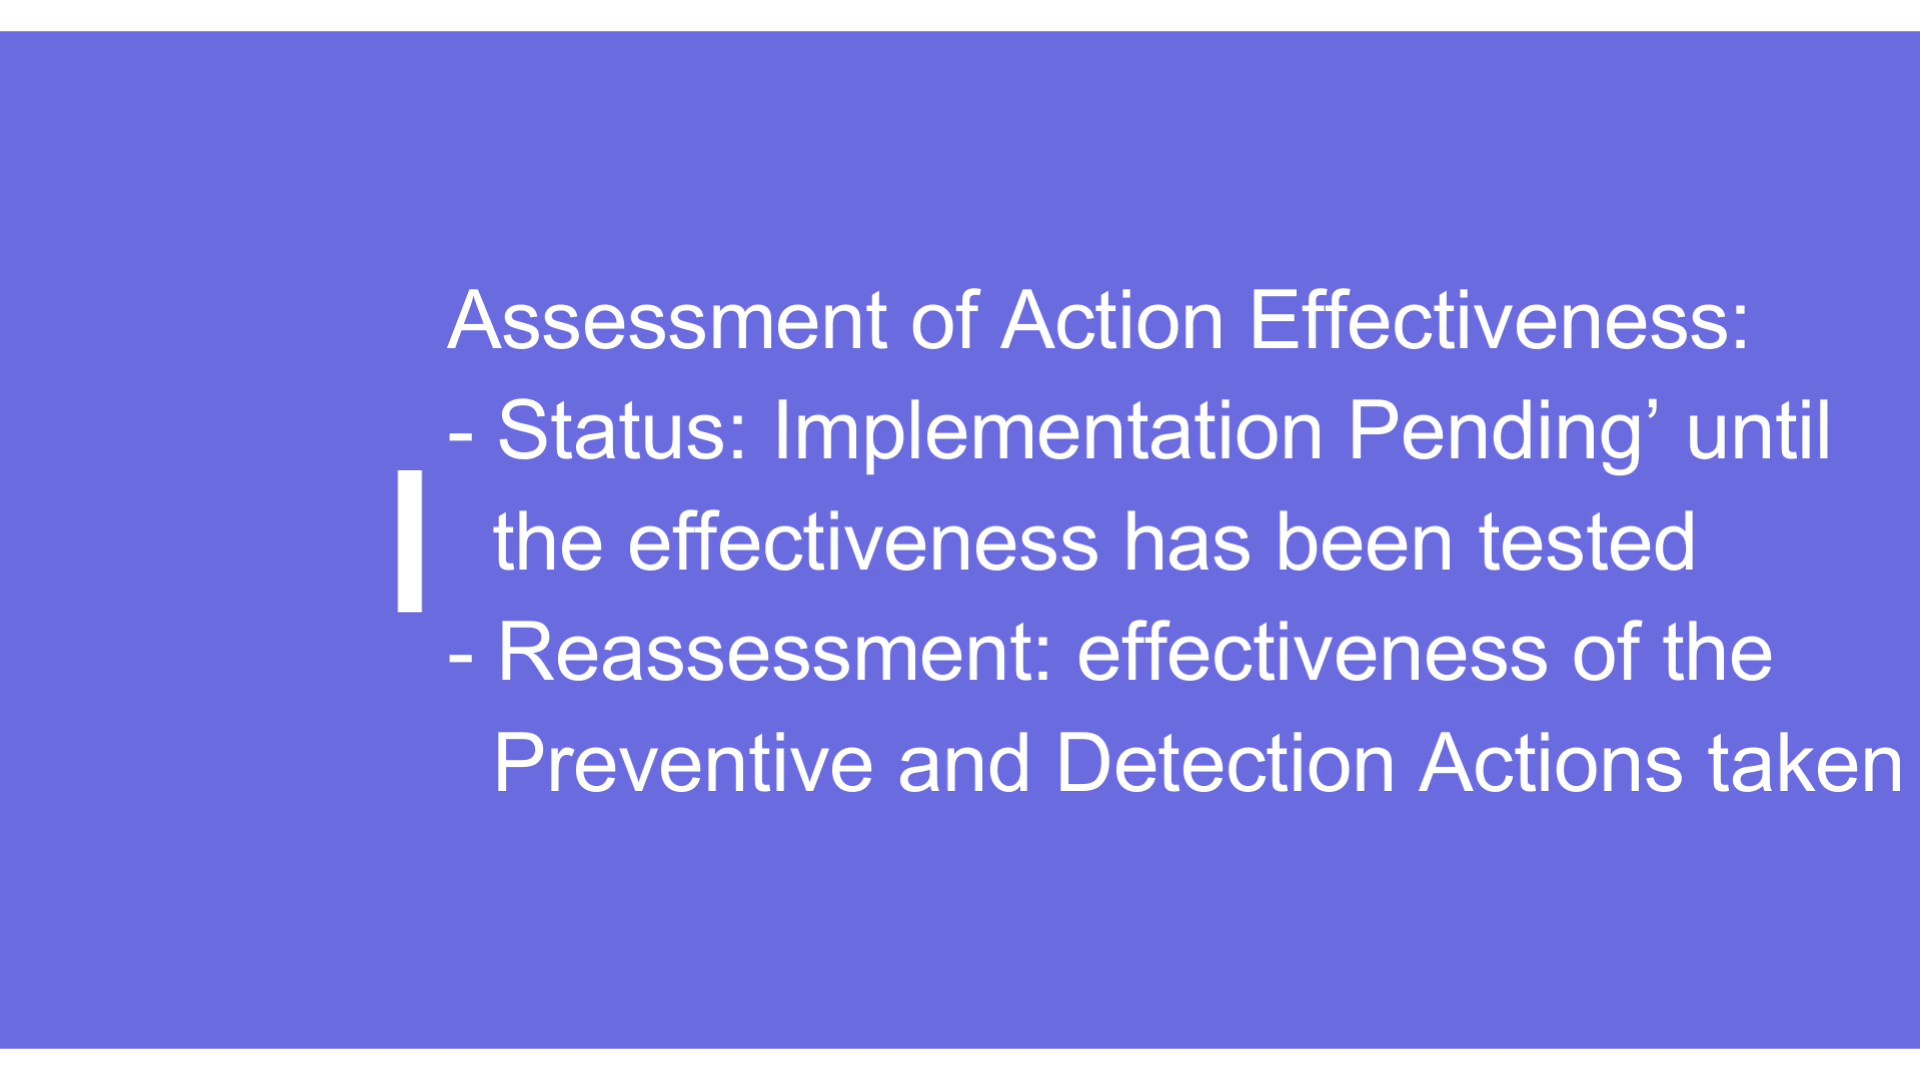 Assessment of Action Effectiveness:
- Status: Implementation Pending’ until
the effectiveness has been tested
- Reassessment: effectiveness of the
Preventive and Detection Actions taken